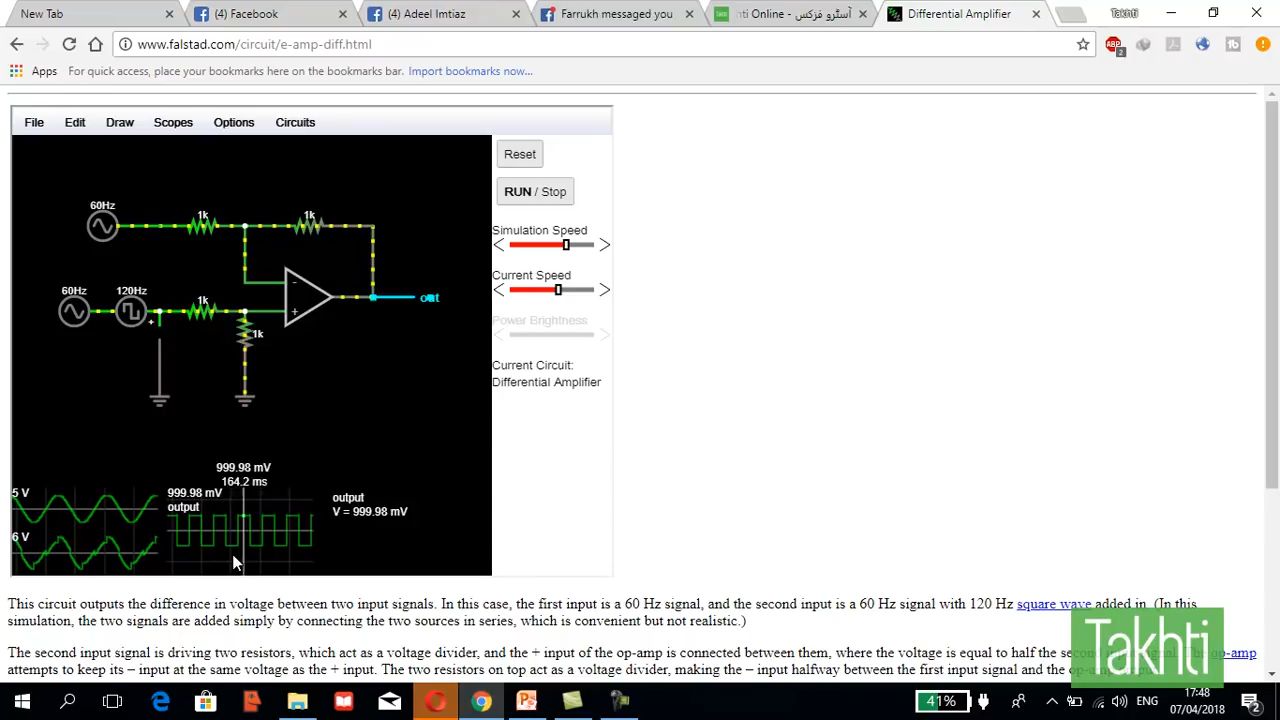 New Tab
(4) Facebook
(4) Adeel Imtiaz
Farrukh messaged you
nti Online - آسٹرو فزکس
Differential Amplifier
Takhti
www.falstad.com/circuit/e-amp-diff.html
ABP
2
Apps
For quick access, place your bookmarks here on the bookmarks bar. Import bookmarks now...
File
Edit
Draw
Scopes
Options
Circuits
Reset
RUN / Stop
Simulation Speed
Current Speed
Power Brightness
Current Circuit:
Differential Amplifier
60Hz
1k
1k
-
out
60Hz
120Hz
1k
+
+
1k
999.98 mV
164.2 ms
5 V
999.98 mV
output
output
V = 999.98 mV
6 V
This circuit outputs the difference in voltage between two input signals. In this case, the first input is a 60 Hz signal, and the second input is a 60 Hz signal with 120 Hz square wave added in. (In this
simulation, the two signals are added simply by connecting the two sources in series, which is convenient but not realistic.)
The second input signal is driving two resistors, which act as a voltage divider, and the + input of the op-amp is connected between them, where the voltage is equal to half the second op-amp
attempts to keep its – input at the same voltage as the + input. The two resistors on top act as a voltage divider, making the – input halfway between the first input signal and the
Takhti
41%
ENG
17:48
07/04/2018
2